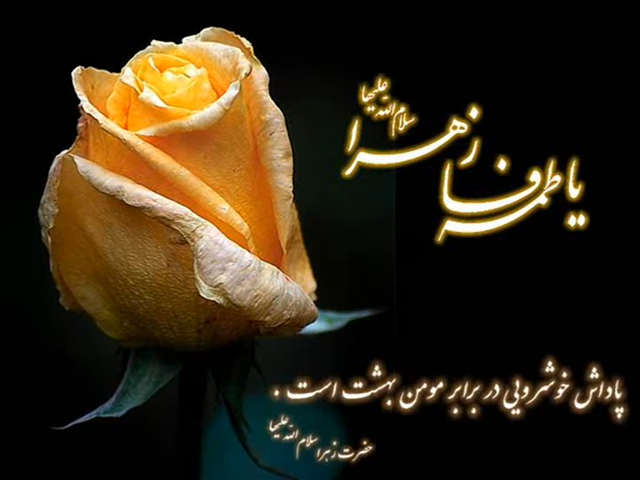 یا فاطمه زهرا
سلام الله علیها
پاداش خوشرویی در برابر مومن بهشت است .
حضرت زهرا سلام الله علیها